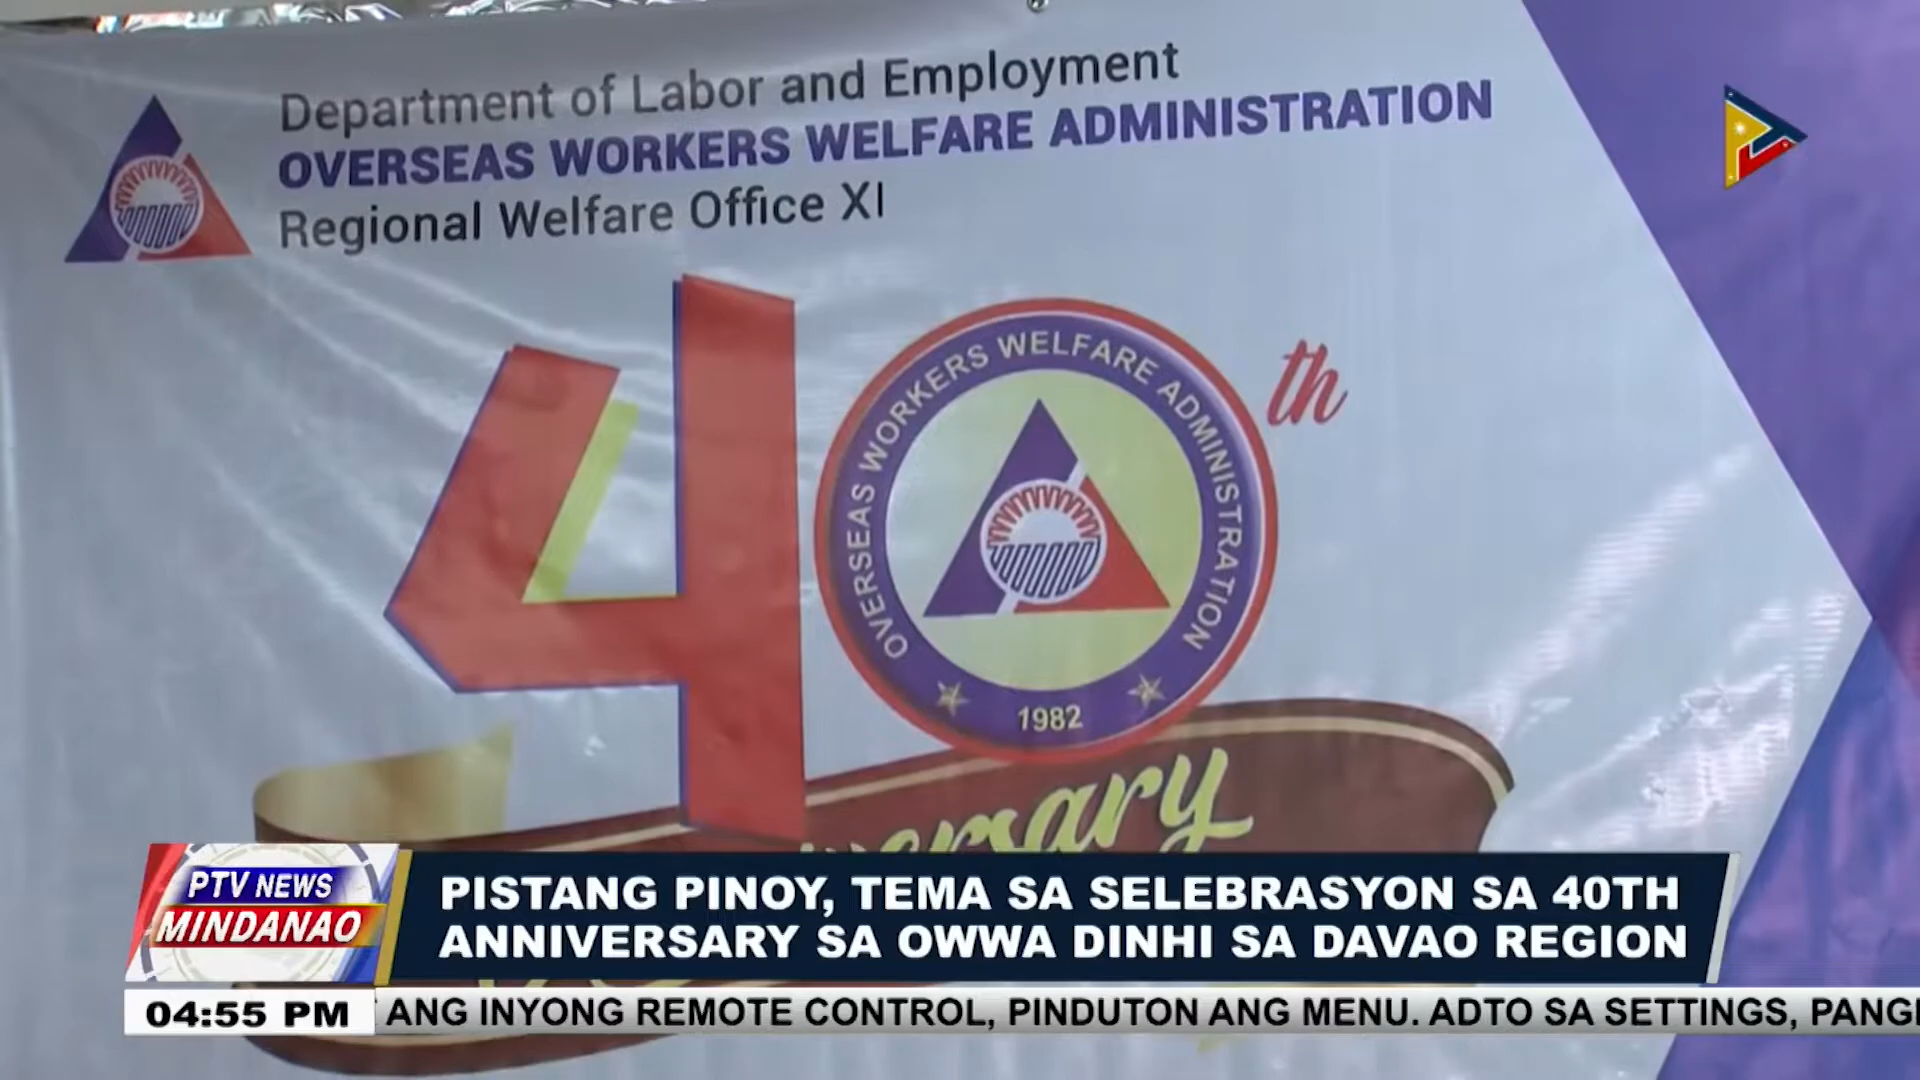 Department of Labor and Employment
OVERSEAS WORKERS WELFARE ADMINISTRATION
Regional Welfare Office XI
40th
OVERSEAS WORKERS WELFARE ADMINISTRATION
1982
PTV NEWS
MINDANAO
PISTANG PINOY, TEMA SA SELEBRASYON SA 40TH
ANNIVERSARY SA OWWA DINHI SA DAVAO REGION
04:55 PM
ANG INYONG REMOTE CONTROL, PINDUTON ANG MENU. ADTO SA SETTINGS,